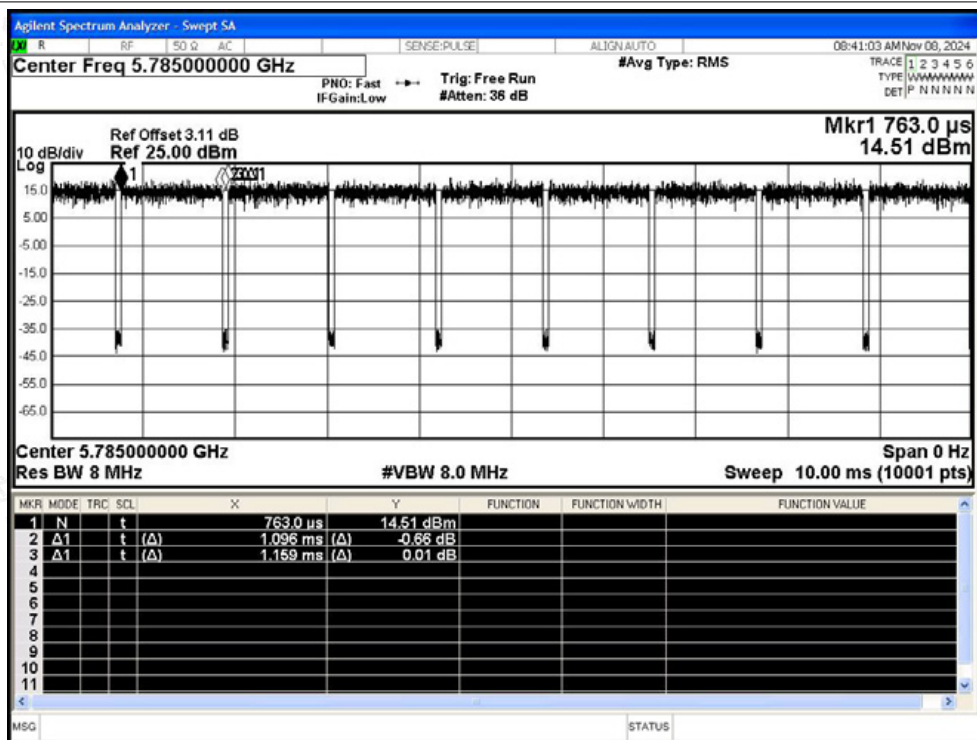 Agilent Spectrum Analyzer - Swept SA
LXI R RF 50 Ω AC SENSE:PULSE ALIGN AUTO 08:41:03 AM Nov 08, 2024
Center Freq 5.785000000 GHz #Avg Type: RMS TRACE 1 2 3 4 5 6
PNO: Fast Trig: Free Run TYPE WWWWWW
IFGain:Low #Atten: 36 dB DET P N N N N N
Mkr1 763.0 µs
14.51 dBm
Ref Offset 3.11 dB
10 dB/div Ref 25.00 dBm
Log
1
15.0
5.00
-5.00
-15.0
-25.0
-35.0
-45.0
-55.0
-65.0
Center 5.785000000 GHz Span 0 Hz
Res BW 8 MHz #VBW 8.0 MHz Sweep 10.00 ms (10001 pts)
MKR MODE TRC SCL X Y FUNCTION FUNCTION WIDTH FUNCTION VALUE
1 N t 763.0 µs 14.51 dBm
2 Δ1 t (Δ) 1.096 ms (Δ) -0.66 dB
3 Δ1 t (Δ) 1.159 ms (Δ) 0.01 dB
4
5
6
7
8
9
10
11
MSG STATUS